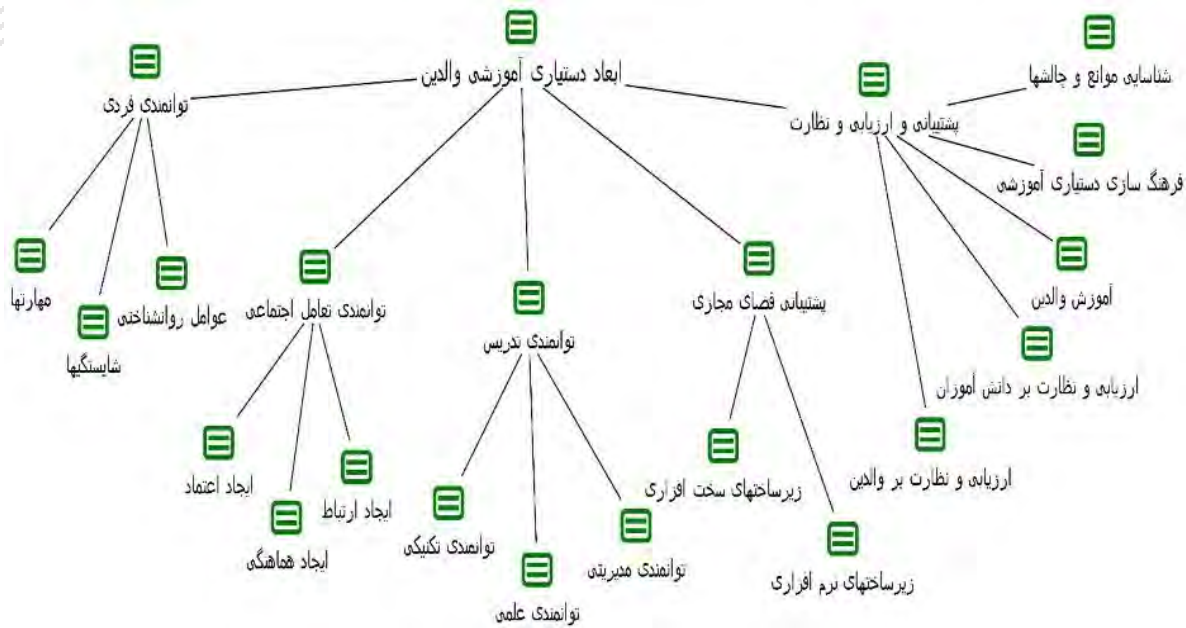 ابعاد دستیاری آموزشی والدین
شناسایی موانع و چالشها
توانمندی فردی
پشتیبانی و ارزیابی و نظارت
فرهنگ سازی دستیاری آموزشی
مهارتها
عوامل روانشناختی
توانمندی تعامل اجتماعی
پشتیبانی فضای مجازی
آموزش والدین
شایستگیها
توانمندی تدریس
ارزیابی و نظارت بر دانش آموزان
ایجاد اعتماد
ایجاد ارتباط
زیرساختهای سخت افزاری
ارزیابی و نظارت بر والدین
ایجاد هماهنگی
توانمندی تکنیکی
توانمندی مدیریتی
زیرساختهای نرم افزاری
توانمندی علمی